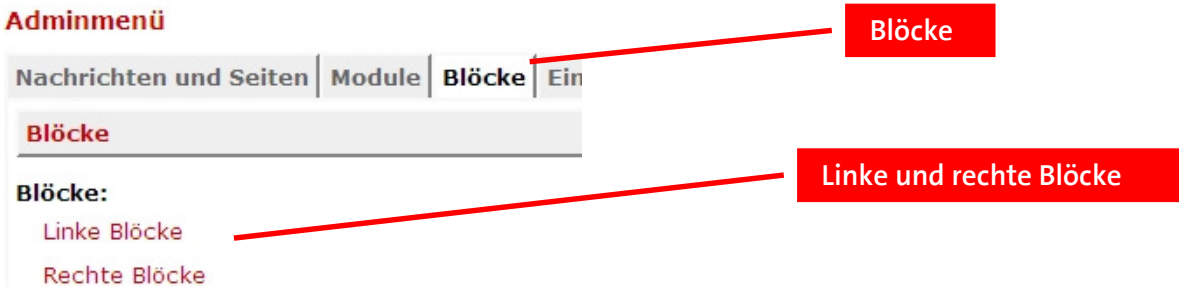 Adminmenü
Blöcke
Nachrichten und Seiten Module Blöcke Ein
Blöcke
Linke und rechte Blöcke
Blöcke:
Linke Blöcke
Rechte Blöcke